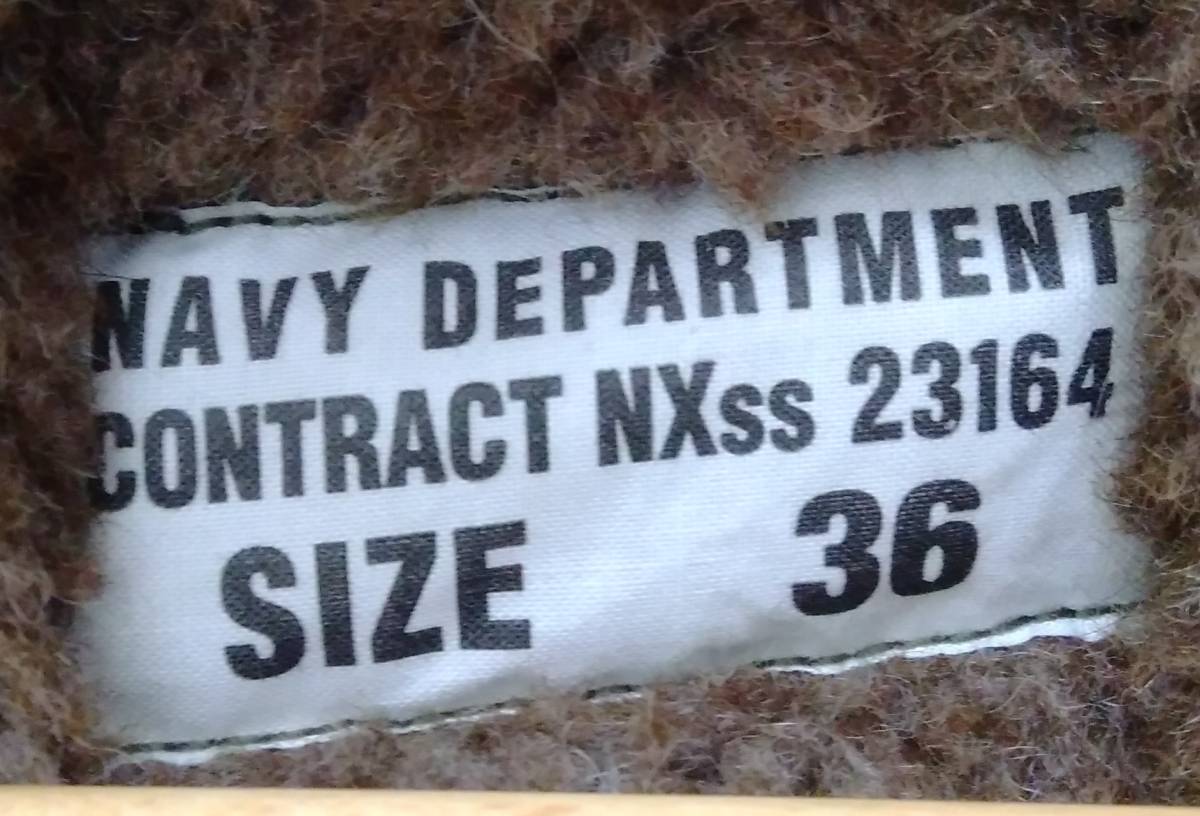 NAVY DEPARTMENT
CONTRACT NXss 23164
SIZE 36